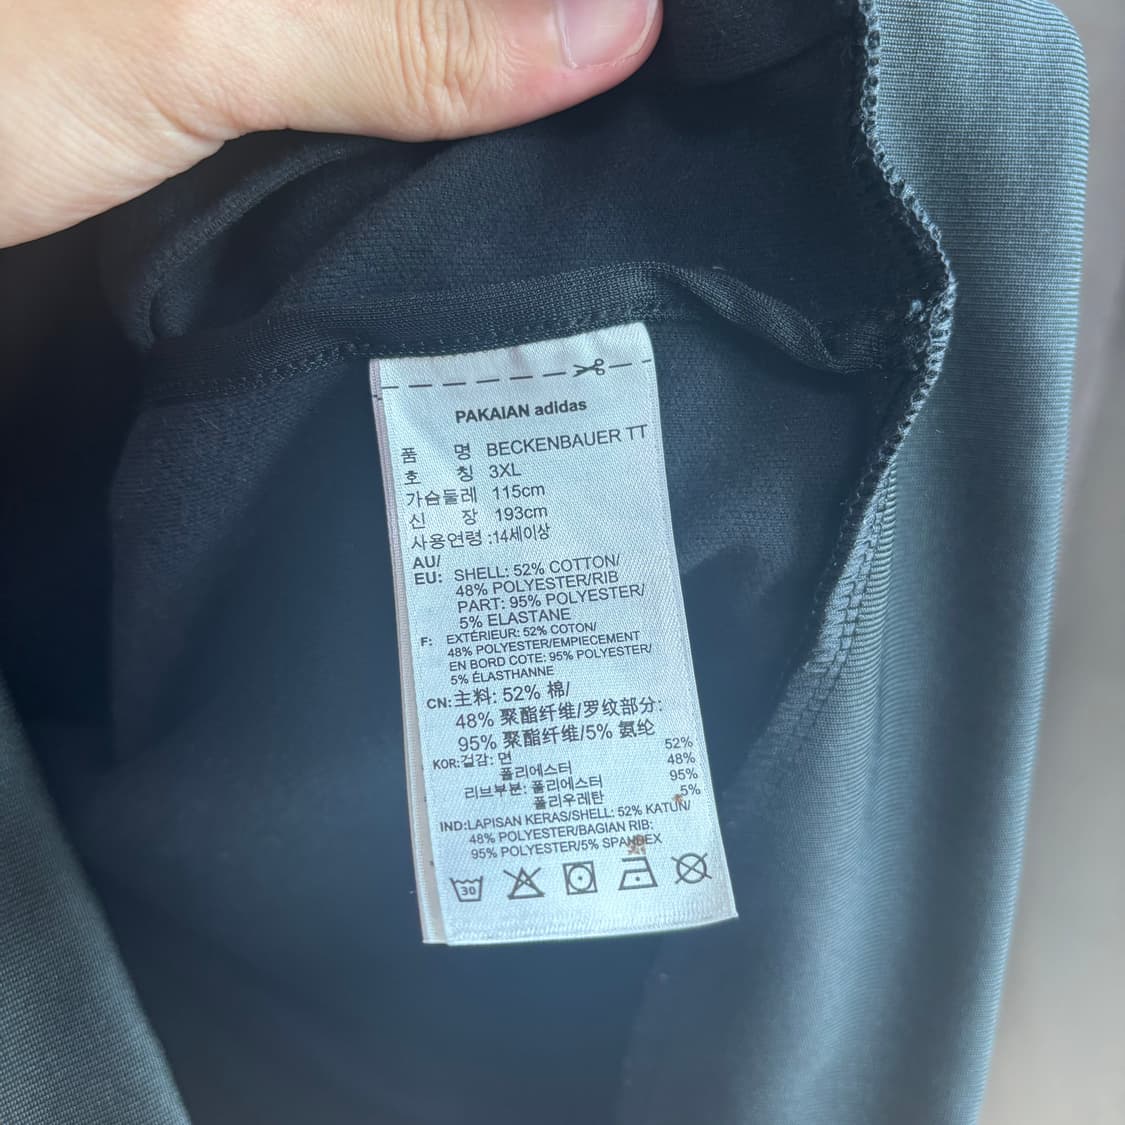 PAKAIAN adidas
품 명 BECKENBAUER TT
호 칭 3XL
가슴둘레 115cm
신 장 193cm
사용연령 :14세이상
AU/
EU: SHELL: 52% COTTON/
48% POLYESTER/RIB
PART: 95% POLYESTER/
5% ELASTANE
F: EXTÉRIEUR: 52% COTON/
48% POLYESTER/EMPIECEMENT
EN BORD COTE: 95% POLYESTER/
5% ÉLASTHANNE
CN: 主料: 52% 棉/
48% 聚酯纤维/罗纹部分:
95% 聚酯纤维/5% 氨纶
KOR:겉감: 면 52%
폴리에스터 48%
리브부분: 폴리에스터 95%
폴리우레탄 5%
IND:LAPISAN KERAS/SHELL: 52% KATUN/
48% POLYESTER/BAGIAN RIB:
95% POLYESTER/5% SPANDEX
30